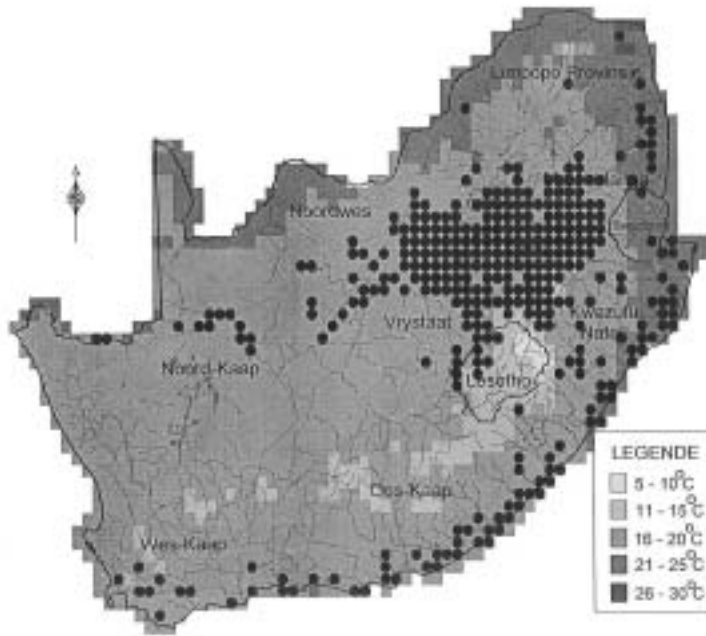 Limpopo Provinsie
Noordwes
Kwazulu
Natal
Vrystaat
Noord-Kaap
Lesotho
Oos-Kaap
Wes-Kaap
LEGENDE
5 - 10°C
11 - 15°C
16 - 20°C
21 - 25°C
26 - 30°C